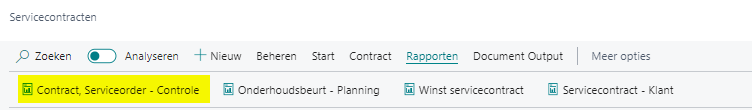 Servicecontracten
Zoeken Analyseren Nieuw Beheren Start Contract Rapporten Document Output Meer opties
Contract, Serviceorder - Controle Onderhoudsbeurt - Planning Winst servicecontract Servicecontract - Klant